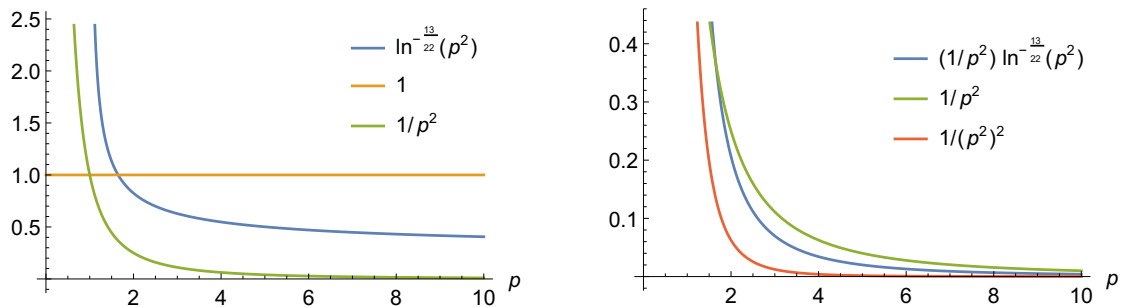 2.5
2.0
1.5
1.0
0.5
2 4 6 8 10 p
ln^{-13/22}(p²)
1
1/p²
0.4
0.3
0.2
0.1
2 4 6 8 10 p
(1/p²) ln^{-13/22}(p²)
1/p²
1/(p²)²